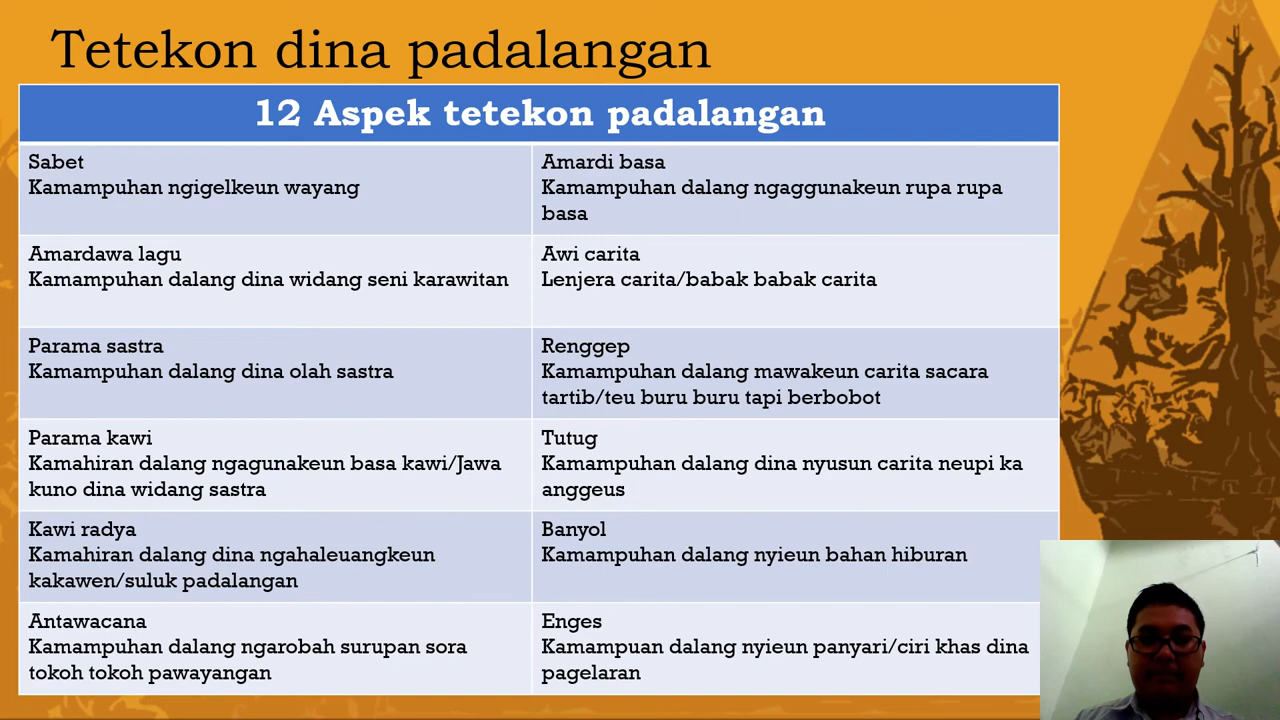 Tetekon dina padalangan
12 Aspek tetekon padalangan
Sabet
Kamampuhan ngigelkeun wayang
Amardi basa
Kamampuhan dalang ngaggunakeun rupa rupa
basa
Amardawa lagu
Kamampuhan dalang dina widang seni karawitan
Awi carita
Lenjera carita/babak babak carita
Parama sastra
Kamampuhan dalang dina olah sastra
Renggep
Kamampuhan dalang mawakeun carita sacara
tartib/teu buru buru tapi berbobot
Parama kawi
Kamahiran dalang ngagunakeun basa kawi/Jawa
kuno dina widang sastra
Tutug
Kamampuhan dalang dina nyusun carita neupi ka
anggeus
Kawi radya
Kamahiran dalang dina ngahaleuangkeun
kakawen/suluk padalangan
Banyol
Kamampuhan dalang nyieun bahan hiburan
Antawacana
Kamampuhan dalang ngarobah surupan sora
tokoh tokoh pawayangan
Enges
Kamampuan dalang nyieun panyari/ciri khas dina
pagelaran